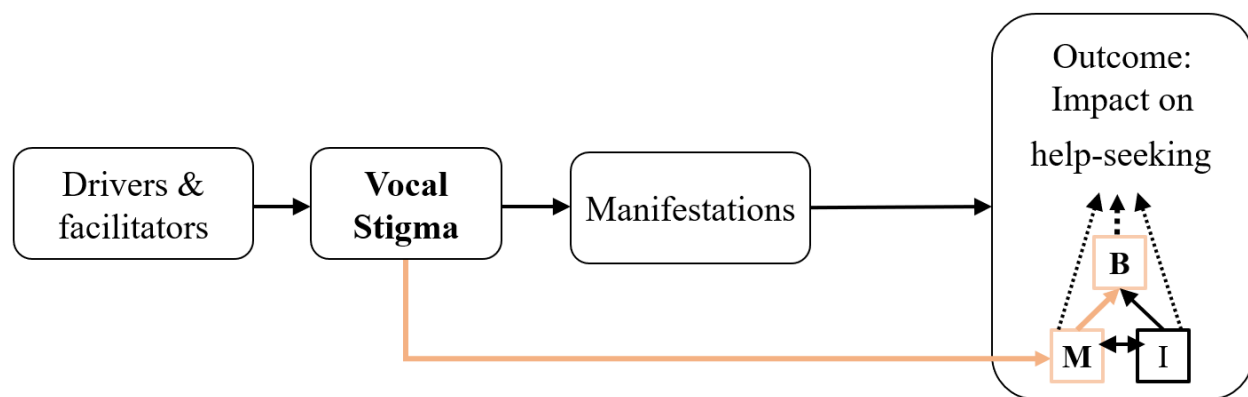 Drivers &
facilitators
Vocal
Stigma
Manifestations
Outcome:
Impact on
help-seeking
B
M
I